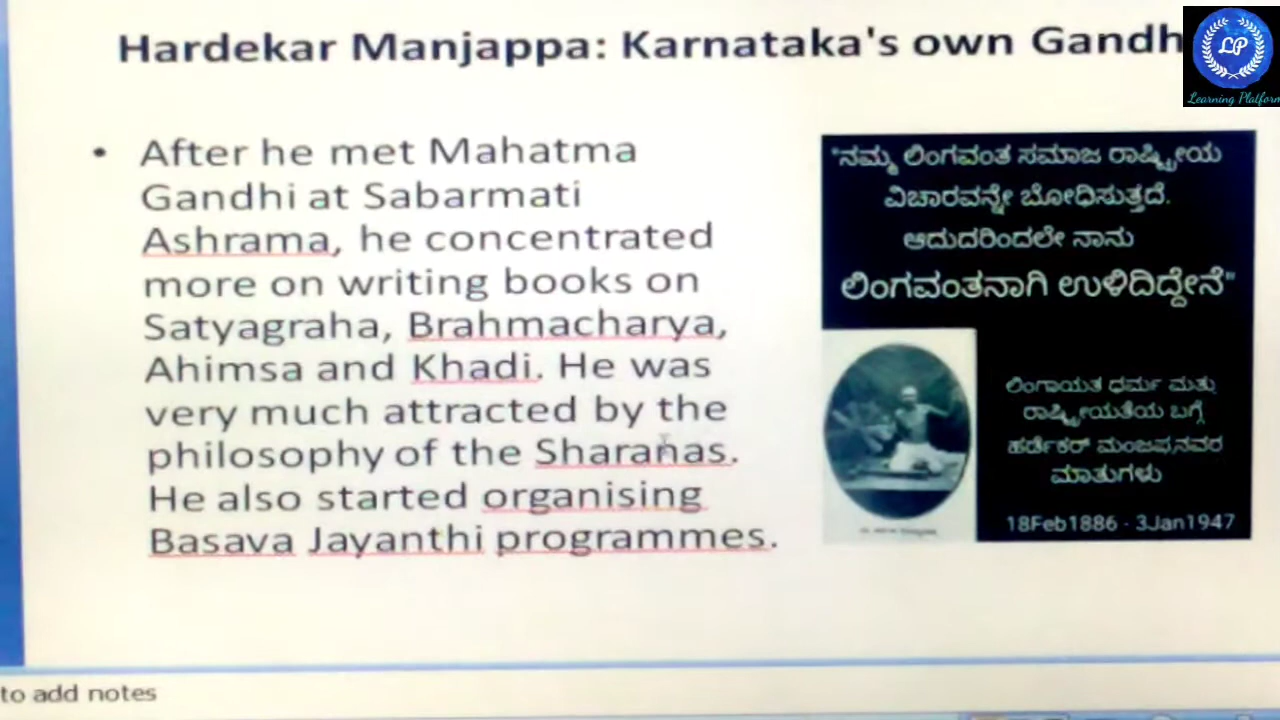 Hardekar Manjappa: Karnataka's own Gandh
LP
Learning Platform
• After he met Mahatma
Gandhi at Sabarmati
Ashrama, he concentrated
more on writing books on
Satyagraha, Brahmacharya,
Ahimsa and Khadi. He was
very much attracted by the
philosophy of the Sharanas.
He also started organising
Basava Jayanthi programmes.
"ನಮ್ಮ ಲಿಂಗವಂತ ಸಮಾಜ ರಾಷ್ಟ್ರೀಯ
ವಿಚಾರವನ್ನೇ ಬೋಧಿಸುತ್ತದೆ.
ಆದುದರಿಂದಲೇ ನಾನು
ಲಿಂಗವಂತನಾಗಿ ಉಳಿದಿದ್ದೇನೆ"
ಲಿಂಗಾಯತ ಧರ್ಮ ಮತ್ತು
ರಾಷ್ಟ್ರೀಯತೆಯ ಬಗ್ಗೆ
ಹರ್ಡೇಕರ್ ಮಂಜಪ್ಪನವರ
ಮಾತುಗಳು
18Feb1886 - 3Jan1947
to add notes